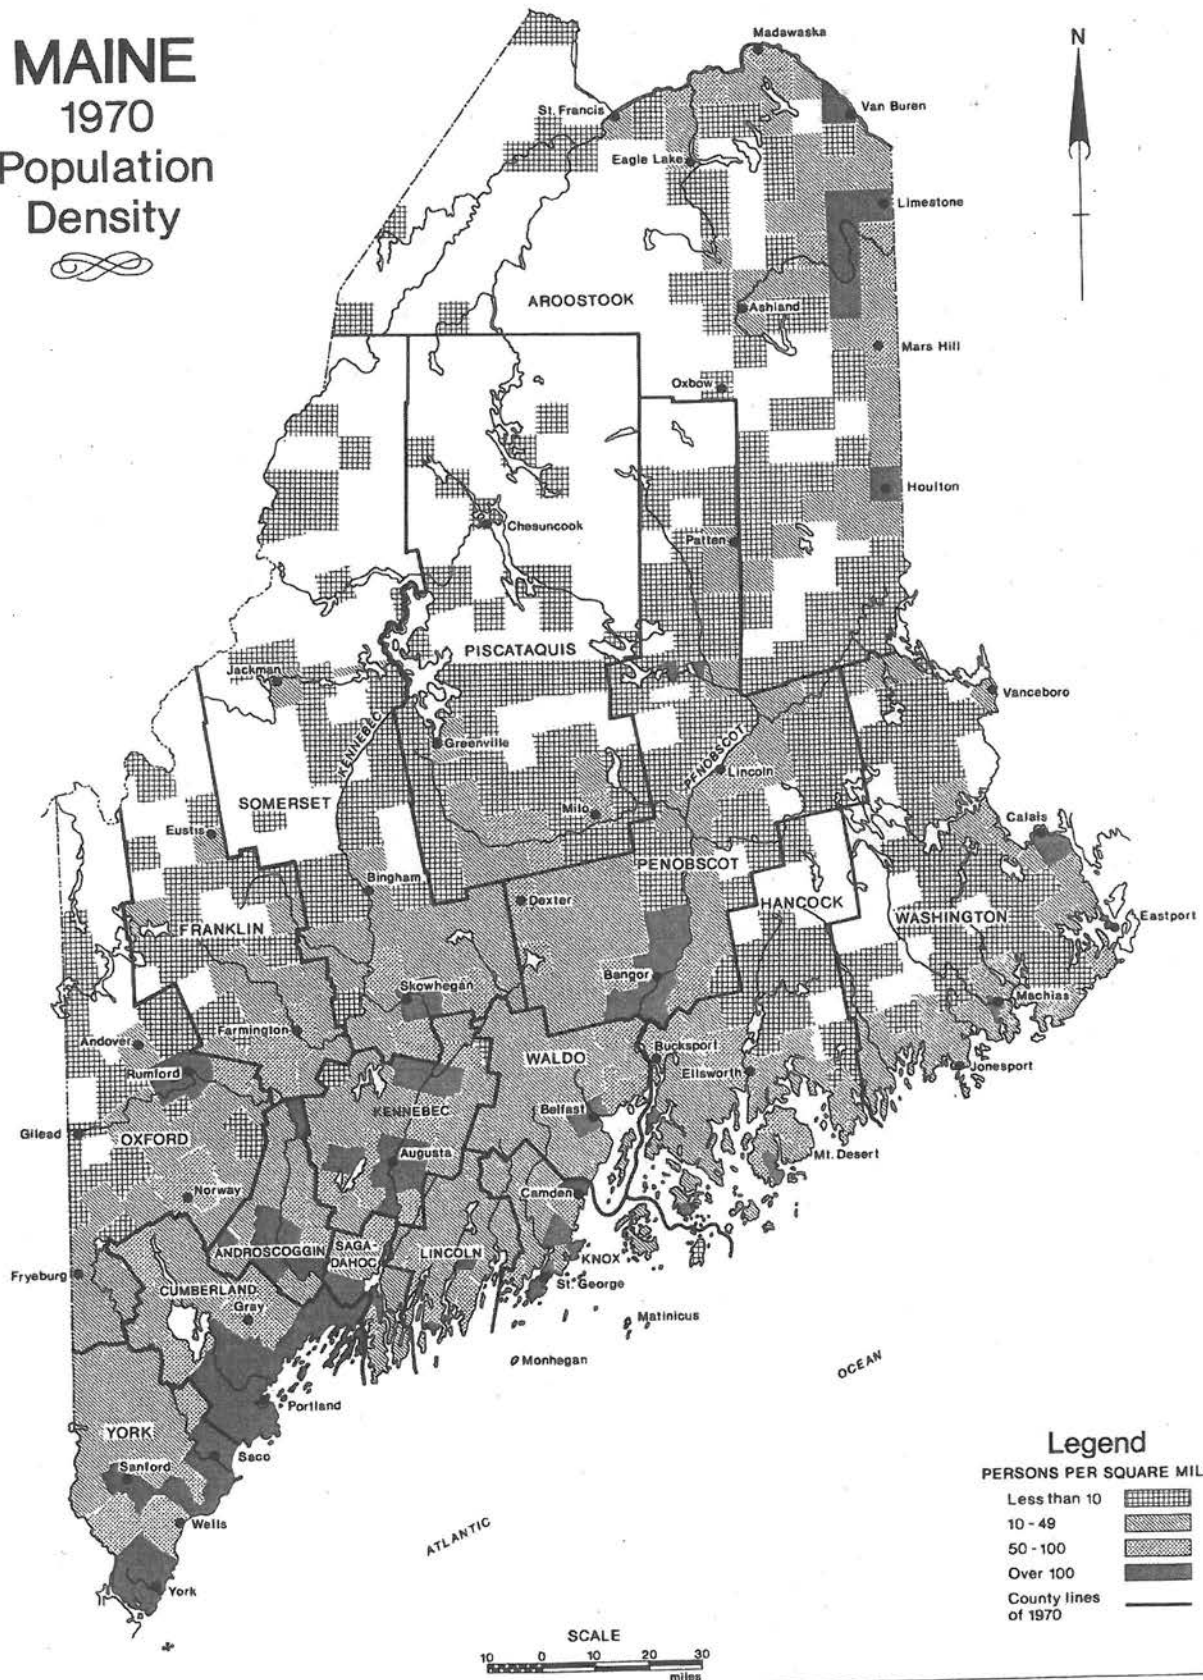 MAINE
1970
Population
Density
N
Madawaska
St. Francis
Van Buren
Eagle Lake
Limestone
AROOSTOOK
Ashland
Mars Hill
Oxbow
Houlton
Chesuncook
Patten
PISCATAQUIS
Jackman
Vanceboro
KENNEBEC
Greenville
PENOBSCOT
Lincoln
SOMERSET
Milo
Eustis
Calais
PENOBSCOT
Bingham
Dexter
HANCOCK
WASHINGTON
Eastport
FRANKLIN
Bangor
Skowhegan
Machias
Farmington
Andover
WALDO
Bucksport
Jonesport
Rumford
Ellsworth
KENNEBEC
Belfast
Gilead
OXFORD
Augusta
Mt. Desert
Norway
Camden
ANDROSCOGGIN
SAGA-
DAHOC
LINCOLN
KNOX
Fryeburg
St. George
CUMBERLAND
Gray
Matinicus
Monhegan
OCEAN
Portland
YORK
Saco
Sanford
Wells
ATLANTIC
York
Legend
PERSONS PER SQUARE MIL
Less than 10
10 - 49
50 - 100
Over 100
County lines
of 1970
SCALE
10 0 10 20 30
miles